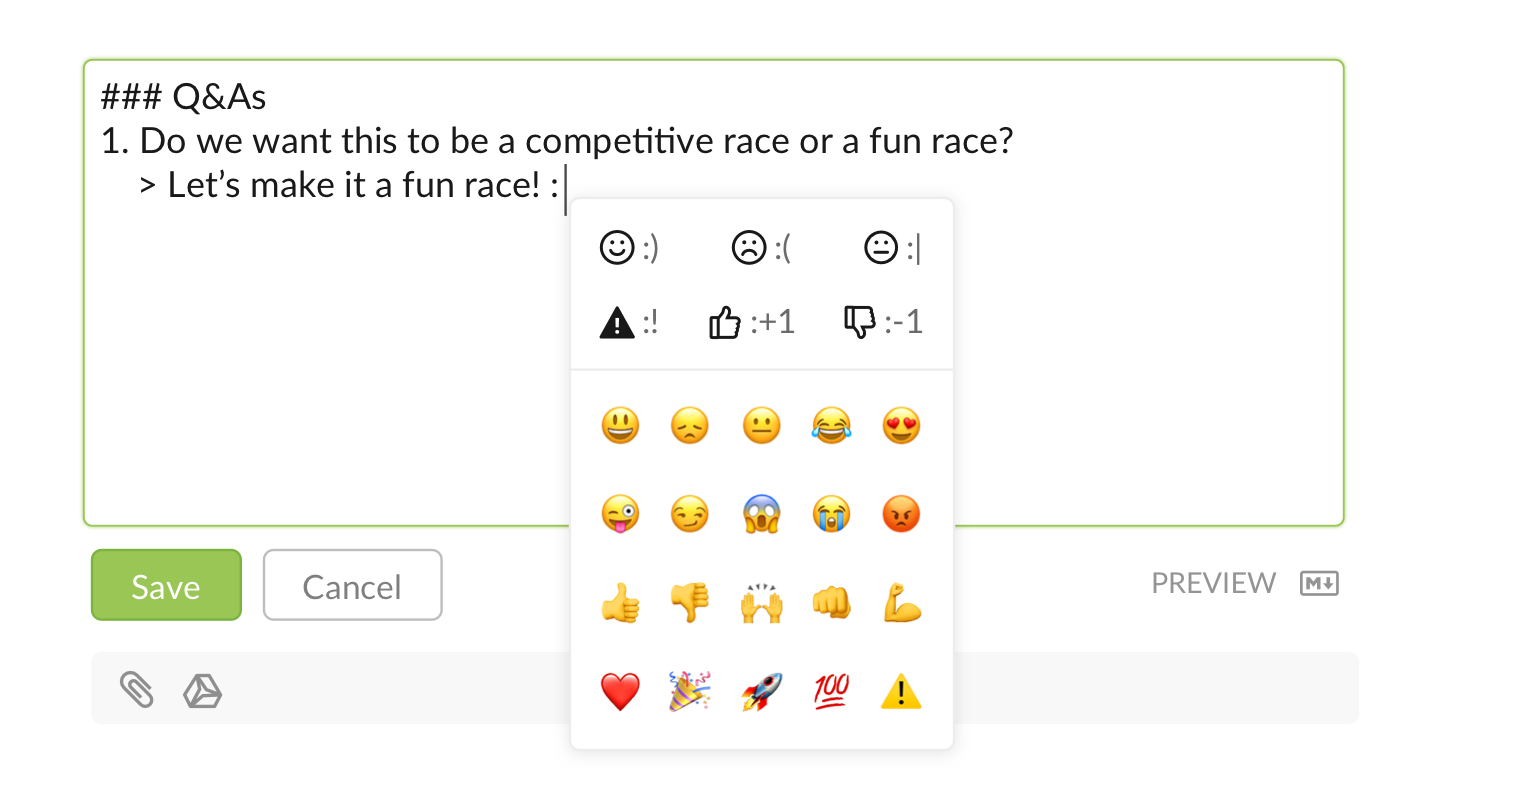 ### Q&As
1. Do we want this to be a competitive race or a fun race?
> Let’s make it a fun race! :
:) :( :|
:! :+1 :-1
💯
Save Cancel PREVIEW M↓